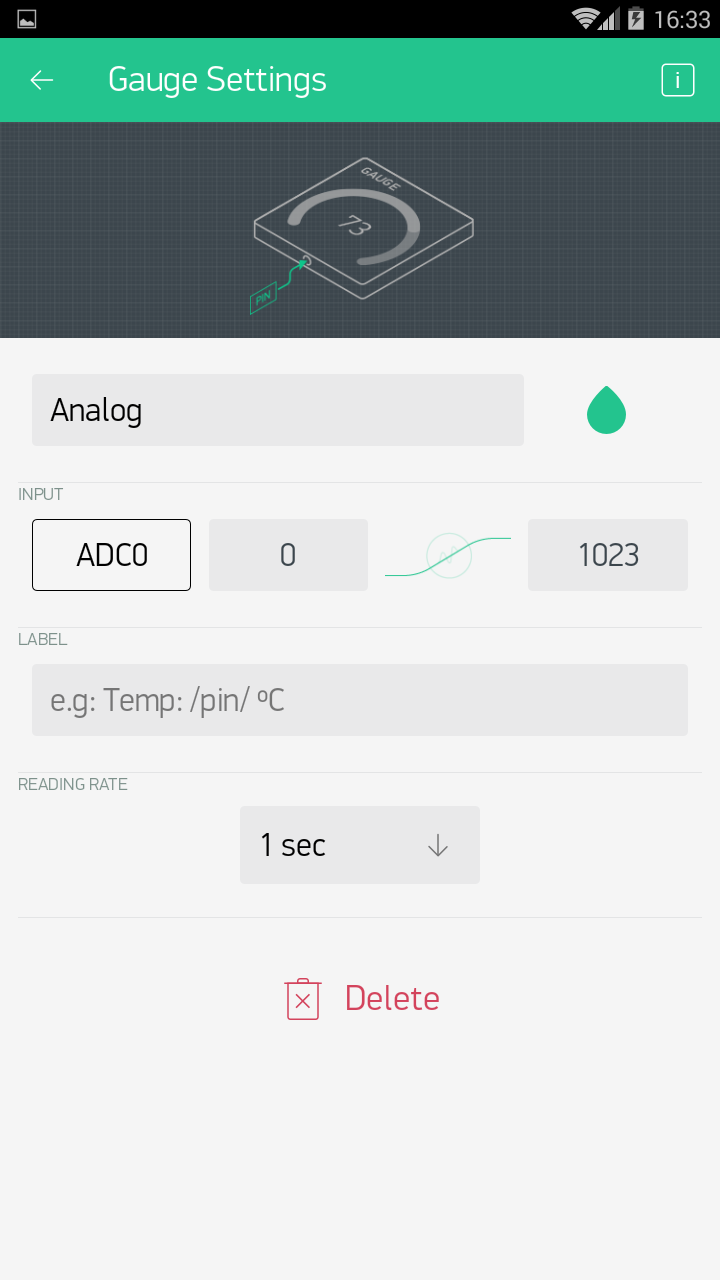 16:33
Gauge Settings
i
GAUGE
73
PIN
Analog
INPUT
ADC0 0 1023
LABEL
e.g: Temp: /pin/ ºC
READING RATE
1 sec
Delete